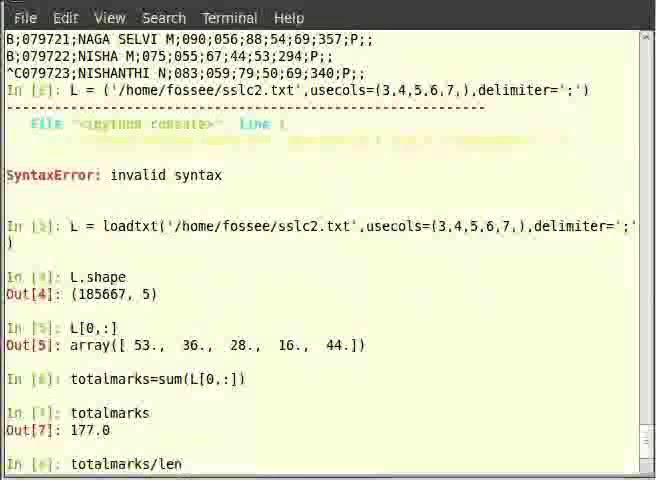 File Edit View Search Terminal Help
B;079721;NAGA SELVI M;090;056;88;54;69;357;P;;
B;079722;NISHA M;075;055;67;44;53;294;P;;
^C079723;NISHANTHI N;083;059;79;50;69;340;P;;
In [2]: L = ('/home/fossee/sslc2.txt',usecols=(3,4,5,6,7,),delimiter=';')
File "<ipython console>", line 1
SyntaxError: invalid syntax
In [3]: L = loadtxt('/home/fossee/sslc2.txt',usecols=(3,4,5,6,7,),delimiter=';'
)
In [4]: L.shape
Out[4]: (185667, 5)
In [5]: L[0,:]
Out[5]: array([ 53., 36., 28., 16., 44.])
In [6]: totalmarks=sum(L[0,:])
In [7]: totalmarks
Out[7]: 177.0
In [8]: totalmarks/len